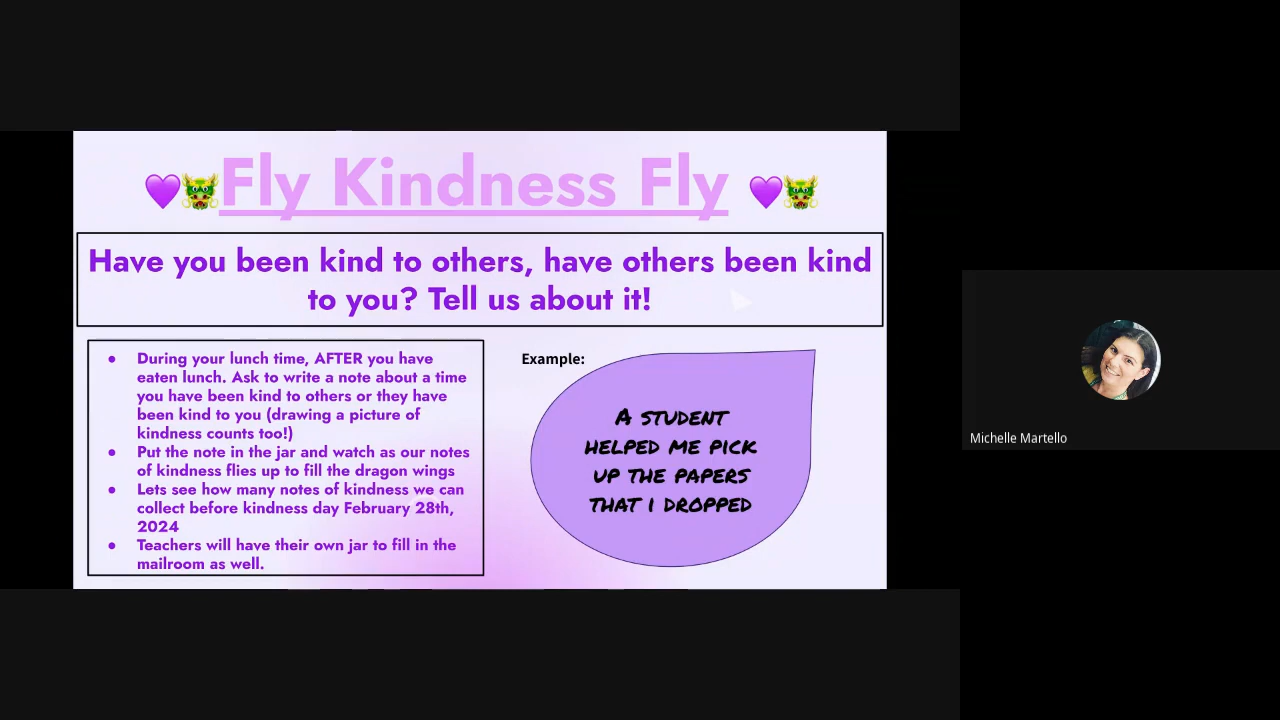 Fly Kindness Fly
Have you been kind to others, have others been kind
to you? Tell us about it!
● During your lunch time, AFTER you have
eaten lunch. Ask to write a note about a time
you have been kind to others or they have
been kind to you (drawing a picture of
kindness counts too!)
● Put the note in the jar and watch as our notes
of kindness flies up to fill the dragon wings
● Lets see how many notes of kindness we can
collect before kindness day February 28th,
2024
● Teachers will have their own jar to fill in the
mailroom as well.
Example:
A STUDENT
HELPED ME PICK
UP THE PAPERS
THAT I DROPPED
Michelle Martello